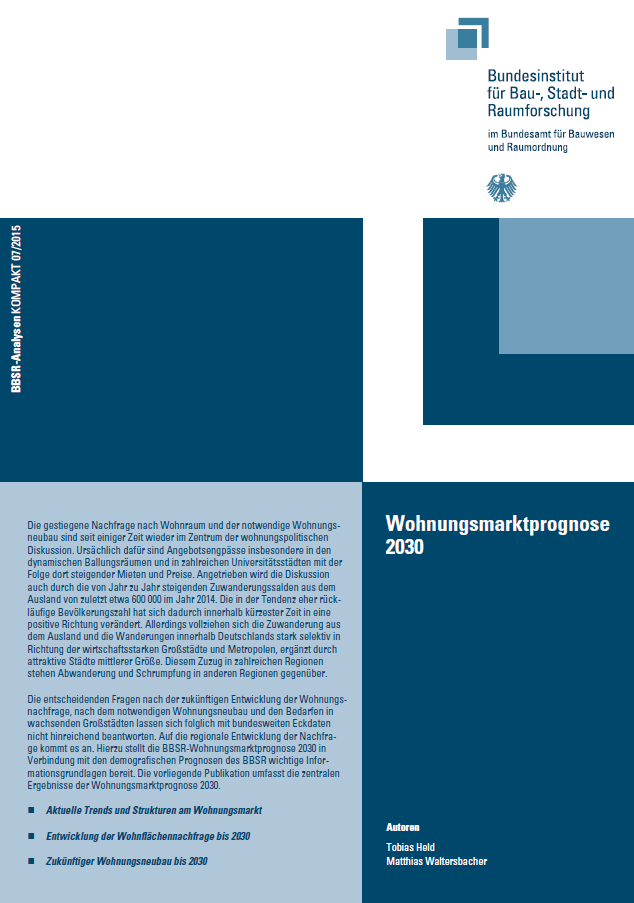 Bundesinstitut
für Bau-, Stadt- und
Raumforschung
im Bundesamt für Bauwesen
und Raumordnung
BBSR-Analysen KOMPAKT 07/2015
Die gestiegene Nachfrage nach Wohnraum und der notwendige Wohnungs-
neubau sind seit einiger Zeit wieder im Zentrum der wohnungspolitischen
Diskussion. Ursächlich dafür sind Angebotsengpässe insbesondere in den
dynamischen Ballungsräumen und in zahlreichen Universitätsstädten mit der
Folge dort steigender Mieten und Preise. Angetrieben wird die Diskussion
auch durch die von Jahr zu Jahr steigenden Zuwanderungssalden aus dem
Ausland von zuletzt etwa 600 000 im Jahr 2014. Die in der Tendenz eher rück-
läufige Bevölkerungszahl hat sich dadurch innerhalb kürzester Zeit in eine
positive Richtung verändert. Allerdings vollziehen sich die Zuwanderung aus
dem Ausland und die Wanderungen innerhalb Deutschlands stark selektiv in
Richtung der wirtschaftsstarken Großstädte und Metropolen, ergänzt durch
attraktive Städte mittlerer Größe. Diesem Zuzug in zahlreichen Regionen
stehen Abwanderung und Schrumpfung in anderen Regionen gegenüber.
Die entscheidenden Fragen nach der zukünftigen Entwicklung der Wohnungs-
nachfrage, nach dem notwendigen Wohnungsneubau und den Bedarfen in
wachsenden Großstädten lassen sich folglich mit bundesweiten Eckdaten
nicht hinreichend beantworten. Auf die regionale Entwicklung der Nachfra-
ge kommt es an. Hierzu stellt die BBSR-Wohnungsmarktprognose 2030 in
Verbindung mit den demografischen Prognosen des BBSR wichtige Infor-
mationsgrundlagen bereit. Die vorliegende Publikation umfasst die zentralen
Ergebnisse der Wohnungsmarktprognose 2030.
■ Aktuelle Trends und Strukturen am Wohnungsmarkt
■ Entwicklung der Wohnflächennachfrage bis 2030
■ Zukünftiger Wohnungsneubau bis 2030
Wohnungsmarktprognose
2030
Autoren
Tobias Held
Matthias Waltersbacher